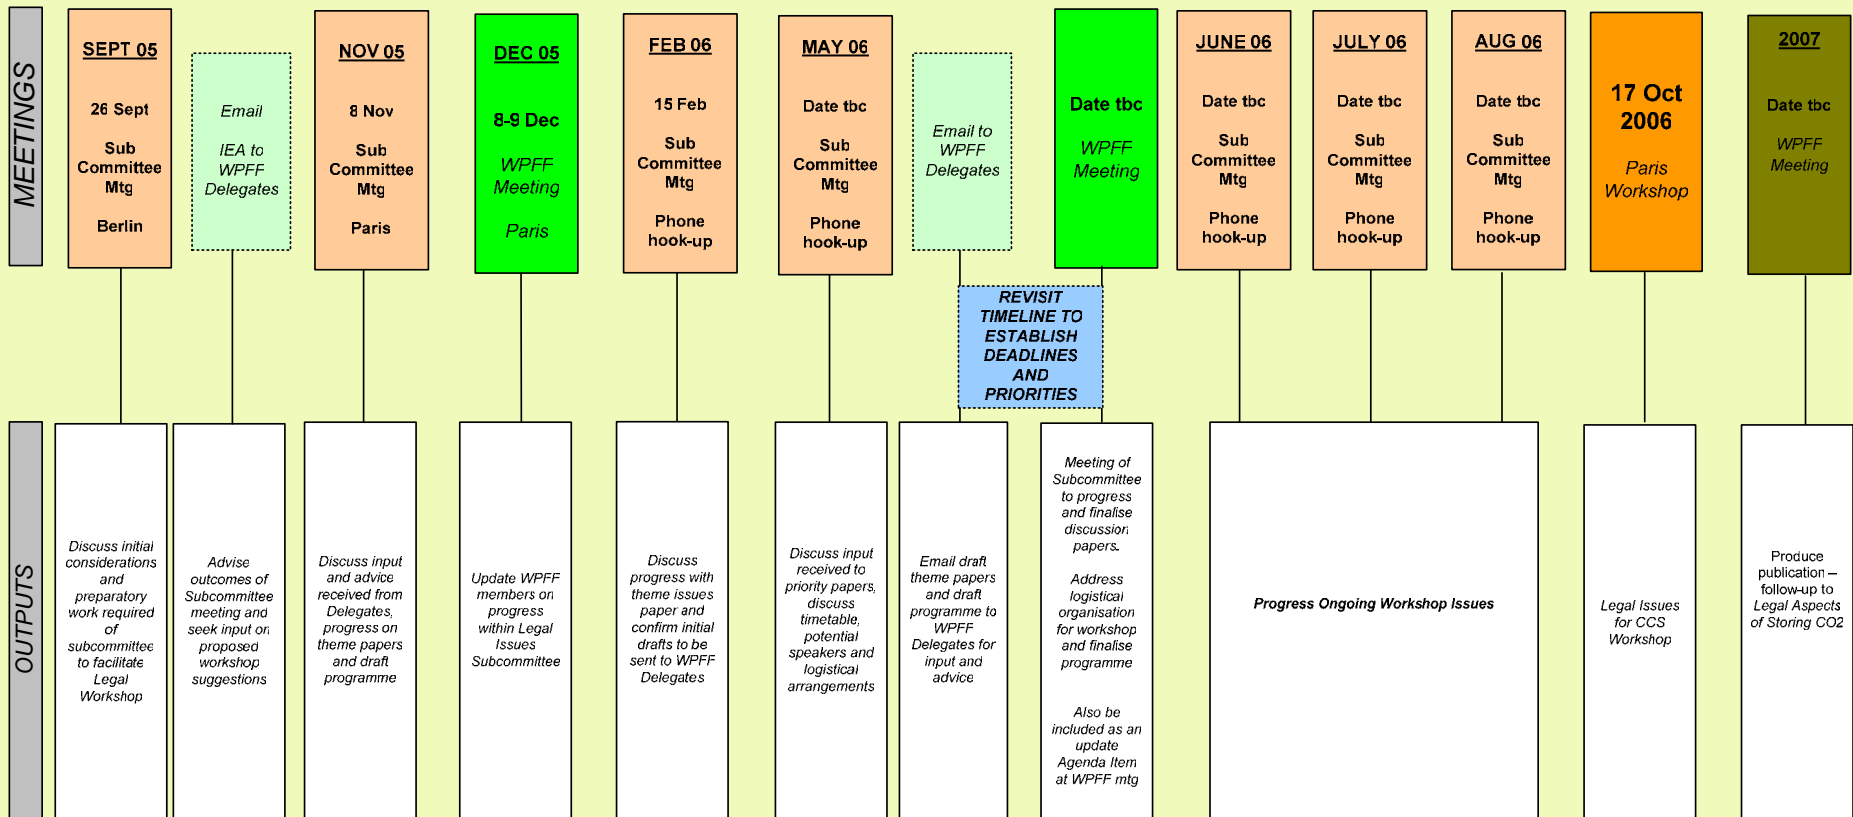 MEETINGS
SEPT 05
26 Sept
Sub
Committee
Mtg
Berlin
Email
IEA to
WPFF
Delegates
NOV 05
8 Nov
Sub
Committee
Mtg
Paris
DEC 05
8-9 Dec
WPFF
Meeting
Paris
FEB 06
15 Feb
Sub
Committee
Mtg
Phone
hook-up
MAY 06
Date tbc
Sub
Committee
Mtg
Phone
hook-up
Email to
WPFF
Delegates
Date tbc
WPFF
Meeting
JUNE 06
Date tbc
Sub
Committee
Mtg
Phone
hook-up
JULY 06
Date tbc
Sub
Committee
Mtg
Phone
hook-up
AUG 06
Date tbc
Sub
Committee
Mtg
Phone
hook-up
17 Oct
2006
Paris
Workshop
2007
Date tbc
WPFF
Meeting
REVISIT
TIMELINE TO
ESTABLISH
DEADLINES
AND
PRIORITIES
OUTPUTS
Discuss initial
considerations
and
preparatory
work required
of
subcommittee
to facilitate
Legal
Workshop
Advise
outcomes of
Subcommittee
meeting and
seek input on
proposed
workshop
suggestions
Discuss input
and advice
received from
Delegates,
progress on
theme papers
and draft
programme
Update WPFF
members on
progress
within Legal
Issues
Subcommittee
Discuss
progress with
theme issues
paper and
confirm initial
drafts to be
sent to WPFF
Delegates
Discuss input
received to
priority papers,
discuss
timetable,
potential
speakers and
logistical
arrangements
Email draft
theme papers
and draft
programme to
WPFF
Delegates for
input and
advice
Meeting of
Subcommittee
to progress
and finalise
discussion
papers.
Address
logistical
organisation
for workshop
and finalise
programme
Also be
included as an
update
Agenda Item
at WPFF mtg
Progress Ongoing Workshop Issues
Legal Issues
for CCS
Workshop
Produce
publication –
follow-up to
Legal Aspects
of Storing CO2